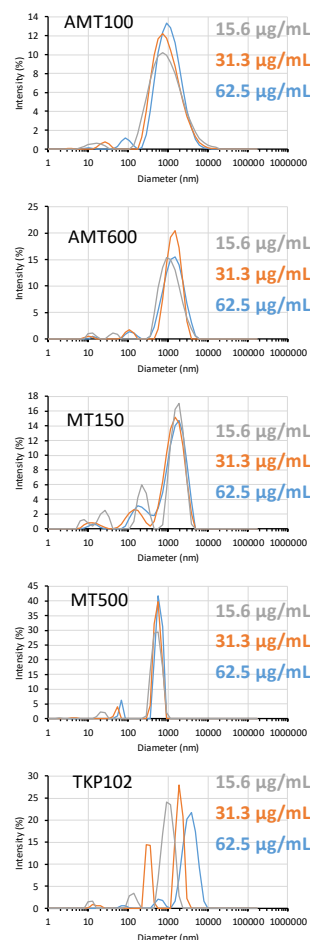 AMT100
15.6 µg/mL
31.3 µg/mL
62.5 µg/mL
Intensity (%)
14
12
10
8
6
4
2
0
1 10 100 1000 10000 100000 1000000
Diameter (nm)
AMT600
15.6 µg/mL
31.3 µg/mL
62.5 µg/mL
Intensity (%)
25
20
15
10
5
0
1 10 100 1000 10000 100000 1000000
Diameter (nm)
MT150
15.6 µg/mL
31.3 µg/mL
62.5 µg/mL
Intensity (%)
18
16
14
12
10
8
6
4
2
0
1 10 100 1000 10000 100000 1000000
Diameter (nm)
MT500
15.6 µg/mL
31.3 µg/mL
62.5 µg/mL
Intensity (%)
45
40
35
30
25
20
15
10
5
0
1 10 100 1000 10000 100000 1000000
Diameter (nm)
TKP102
15.6 µg/mL
31.3 µg/mL
62.5 µg/mL
Intensity (%)
30
25
20
15
10
5
0
1 10 100 1000 10000 100000 1000000
Diameter (nm)